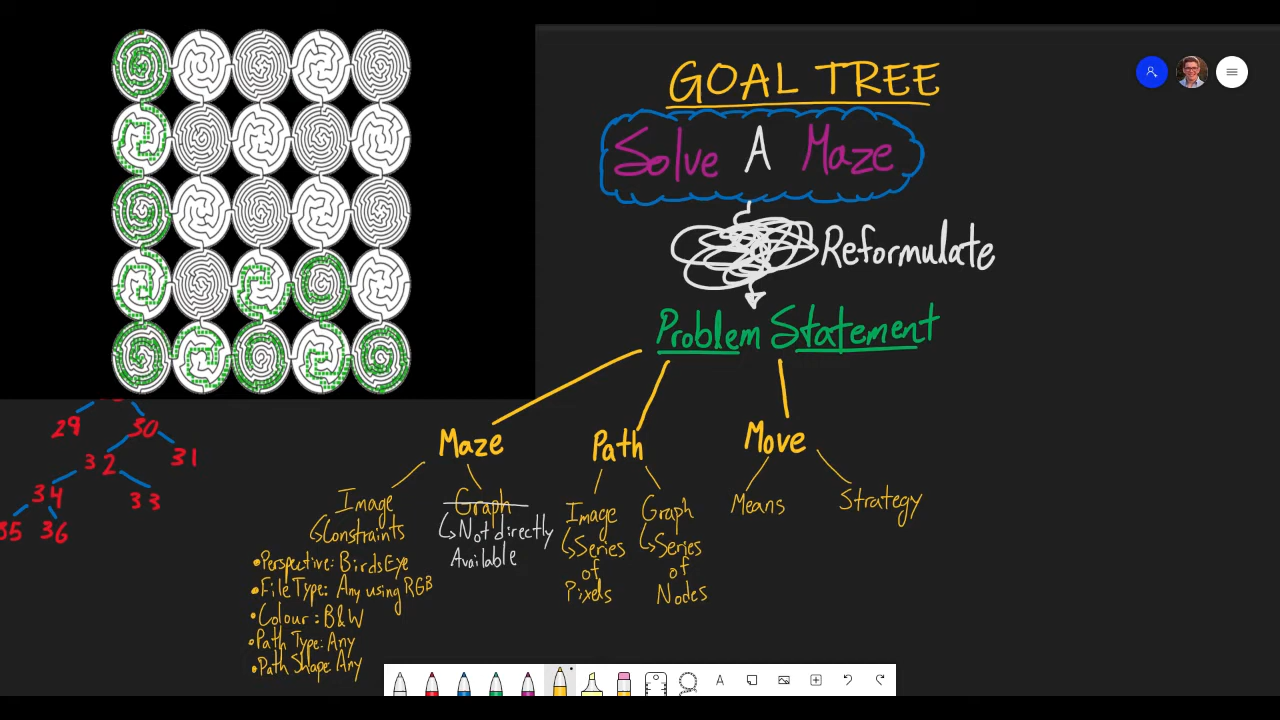 GOAL TREE
Solve A Maze
Reformulate
Problem Statement
29
30
32
31
34
33
35
36
Maze
Path
Move
Image
Constraints
• Perspective: BirdsEye
• File Type: Any using RGB
• Colour: B&W
• Path Type: Any
• Path Shape: Any
Graph
Not directly
Available
Image
Series
of
Pixels
Graph
Series
of
Nodes
Means
Strategy
A